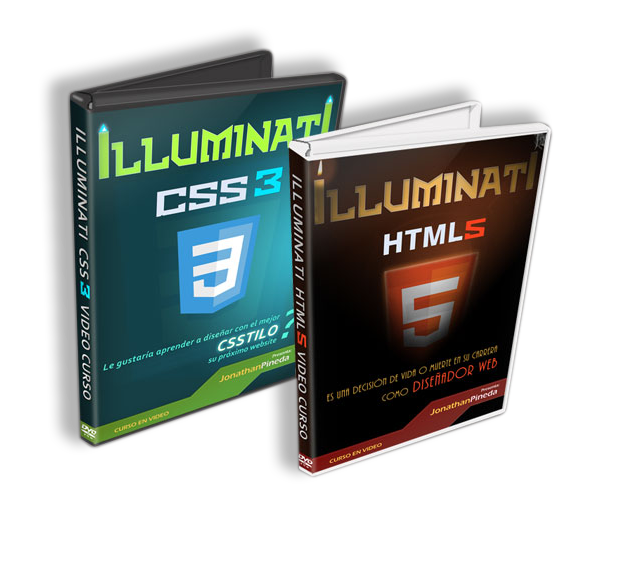 ILLUMINATI
CSS3
3
Le gustaría aprender a diseñar con el mejor
CSSTILO
su próximo website
?
Presenta:
JonathanPineda
CURSO EN VIDEO
ILLUMINATI CSS3 VIDEO CURSO
DVD
ILLUMINATI
HTML5
5
ES UNA DECISION DE VIDA O MUERTE EN SU CARRERA
COMO DISEÑADOR WEB
Presenta:
JonathanPineda
CURSO EN VIDEO
ILLUMINATI HTML5 VIDEO CURSO
DVD